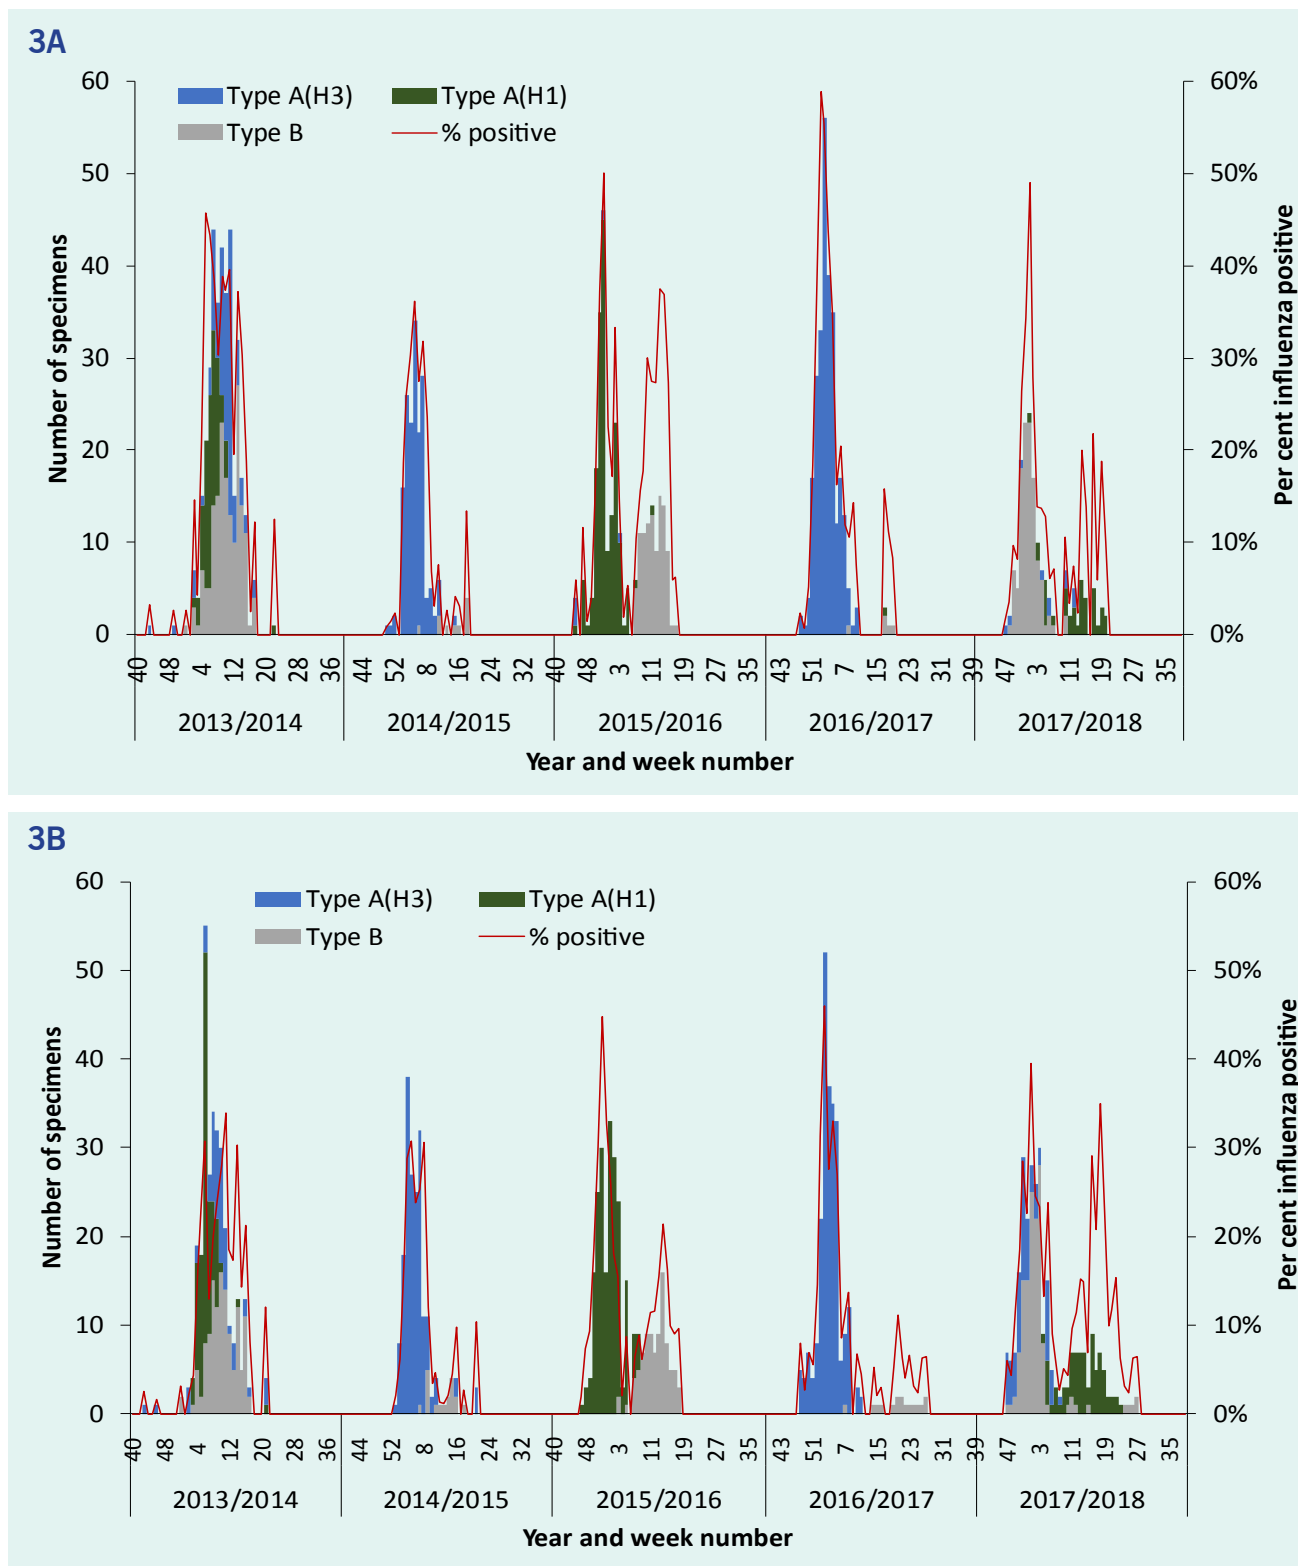 3A
60
50
40
30
20
10
0
Number of specimens
Type A(H3)
Type A(H1)
Type B
% positive
60%
50%
40%
30%
20%
10%
0%
Per cent influenza positive
40 48 4 12 20 28 36 44 52 8 16 24 32 40 48 3 11 19 27 35 43 51 7 15 23 31 39 47 3 11 19 27 35
2013/2014 2014/2015 2015/2016 2016/2017 2017/2018
Year and week number
3B
60
50
40
30
20
10
0
Number of specimens
Type A(H3)
Type A(H1)
Type B
% positive
60%
50%
40%
30%
20%
10%
0%
Per cent influenza positive
40 48 4 12 20 28 36 44 52 8 16 24 32 40 48 3 11 19 27 35 43 51 7 15 23 31 39 47 3 11 19 27 35
2013/2014 2014/2015 2015/2016 2016/2017 2017/2018
Year and week number